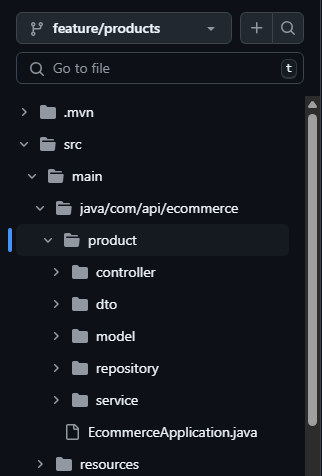 feature/products
Go to file
t
.mvn
src
main
java/com/api/ecommerce
product
controller
dto
model
repository
service
EcommerceApplication.java
resources